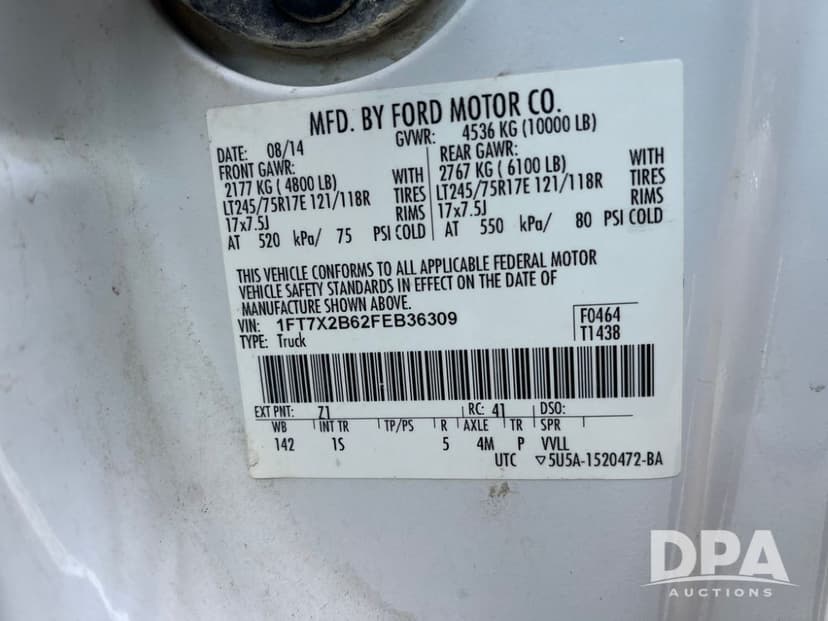 MFD. BY FORD MOTOR CO.
DATE: 08/14 GVWR: 4536 KG (10000 LB)
FRONT GAWR: REAR GAWR:
2177 KG ( 4800 LB) WITH 2767 KG ( 6100 LB) WITH
LT245/75R17E 121/118R TIRES LT245/75R17E 121/118R TIRES
17x7.5J RIMS 17x7.5J RIMS
AT 520 kPa/ 75 PSI COLD AT 550 kPa/ 80 PSI COLD
THIS VEHICLE CONFORMS TO ALL APPLICABLE FEDERAL MOTOR
VEHICLE SAFETY STANDARDS IN EFFECT ON THE DATE OF
MANUFACTURE SHOWN ABOVE.
VIN: 1FT7X2B62FEB36309 F0464
TYPE: Truck T1438
EXT PNT: Z1 RC: 41 DSO:
WB INT TR TP/PS R AXLE TR SPR
142 1S 5 4M P VVLL
UTC ▽5U5A-1520472-BA
DPA
AUCTIONS